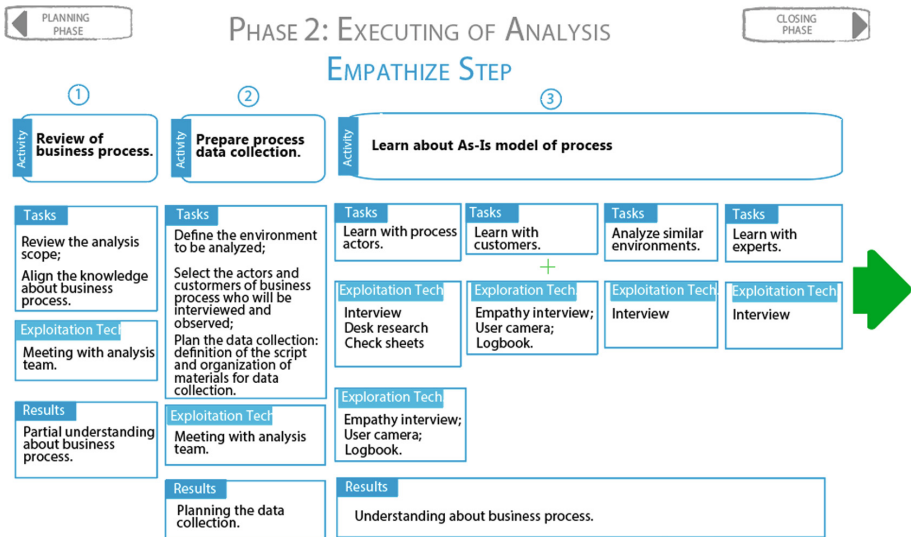 PLANNING
PHASE
PHASE 2: EXECUTING OF ANALYSIS
CLOSING
PHASE
EMPATHIZE STEP
1
2
3
Activity
Review of
business process.
Activity
Prepare process
data collection.
Activity
Learn about As-Is model of process
Tasks
Review the analysis
scope;
Align the knowledge
about business
process.
Exploitation Tech
Meeting with analysis
team.
Results
Partial understanding
about business
process.
Tasks
Define the environment
to be analyzed;
Select the actors and
custormers of business
process who will be
interviewed and
observed;
Plan the data collection:
definition of the script
and organization of
materials for data
collection.
Exploitation Tech
Meeting with analysis
team.
Results
Planning the data
collection.
Tasks
Learn with process
actors.
Exploitation Tech
Interview
Desk research
Check sheets
Exploration Tech
Empathy interview;
User camera;
Logbook.
Tasks
Learn with
customers.
+
Exploration Tech
Empathy interview;
User camera;
Logbook.
Tasks
Analyze similar
environments.
Exploitation Tech.
Interview
Tasks
Learn with
experts.
Exploitation Tech
Interview
Results
Understanding about business process.